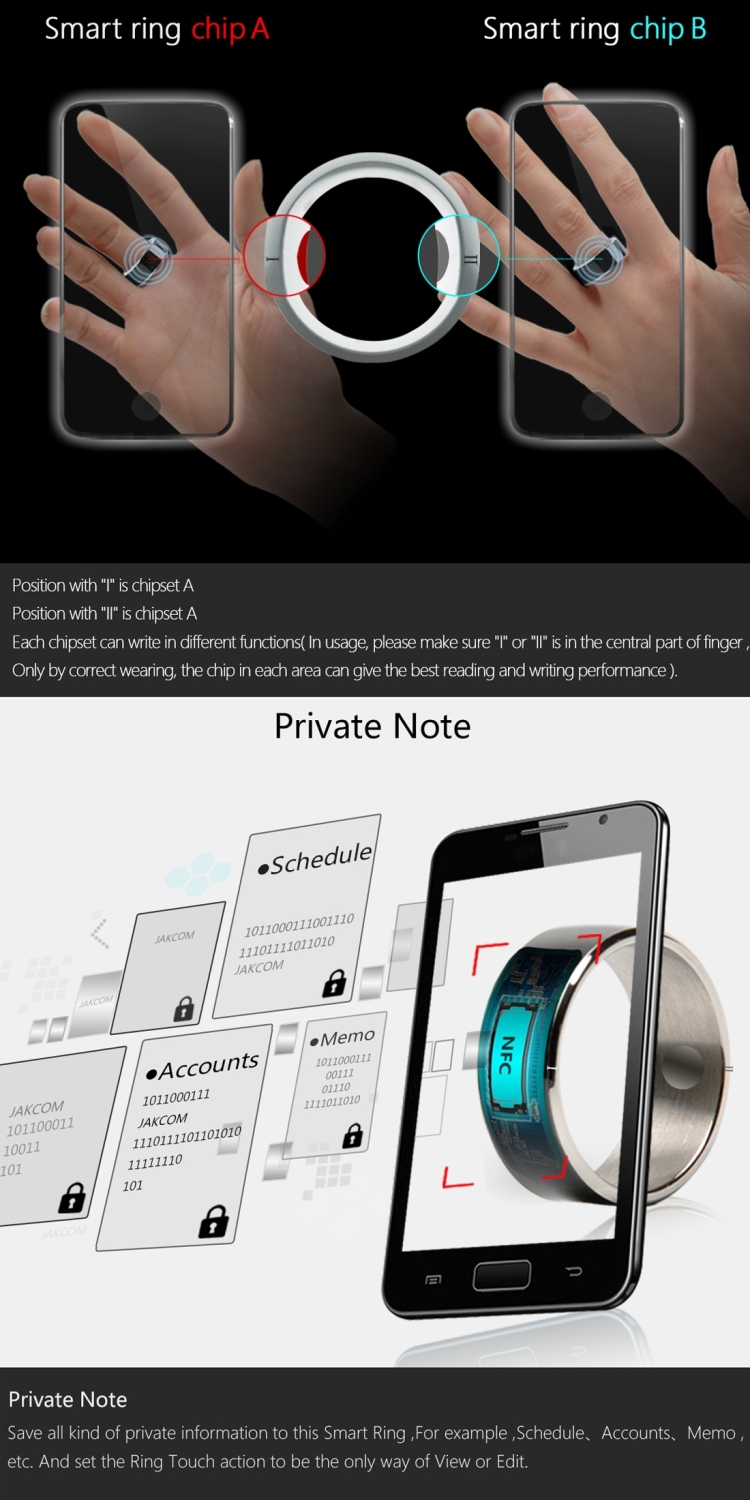 Smart ring chip A
Smart ring chip B
I
II
Position with "I" is chipset A
Position with "II" is chipset A
Each chipset can write in different functions( In usage, please make sure "I" or "II" is in the central part of finger ,
Only by correct wearing, the chip in each area can give the best reading and writing performance ).
Private Note
●Schedule
1011000111001110
11101111011010
JAKCOM
JAKCOM
JAKCOM
●Memo
1011000111
00111
01110
1111011010
●Accounts
1011000111
JAKCOM
1110111101101010
11111110
101
JAKCOM
101100011
10011
101
JAKCOM
NFC
I
II
Private Note
Save all kind of private information to this Smart Ring ,For example ,Schedule、Accounts、Memo ,
etc. And set the Ring Touch action to be the only way of View or Edit.